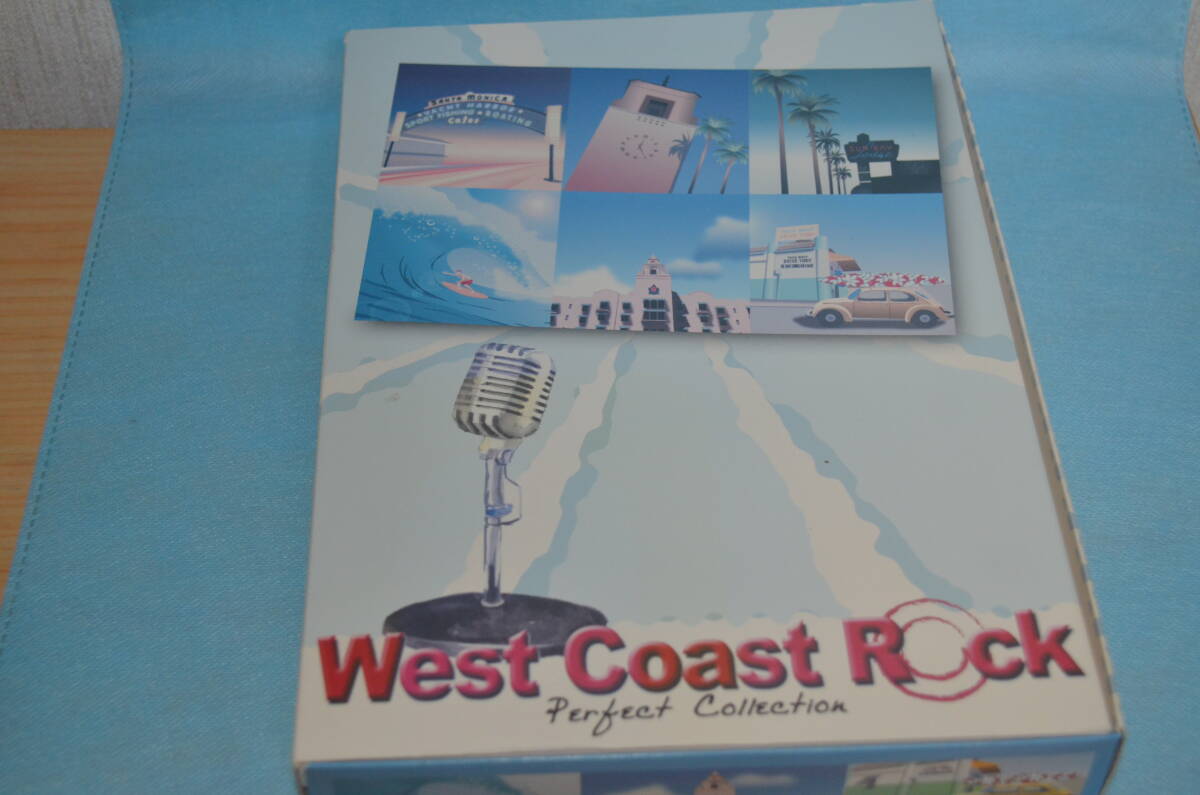 SANTA MONICA
YACHT HARBOR
SPORT FISHING BOATING
Cafes
West Coast Rock
Perfect Collection